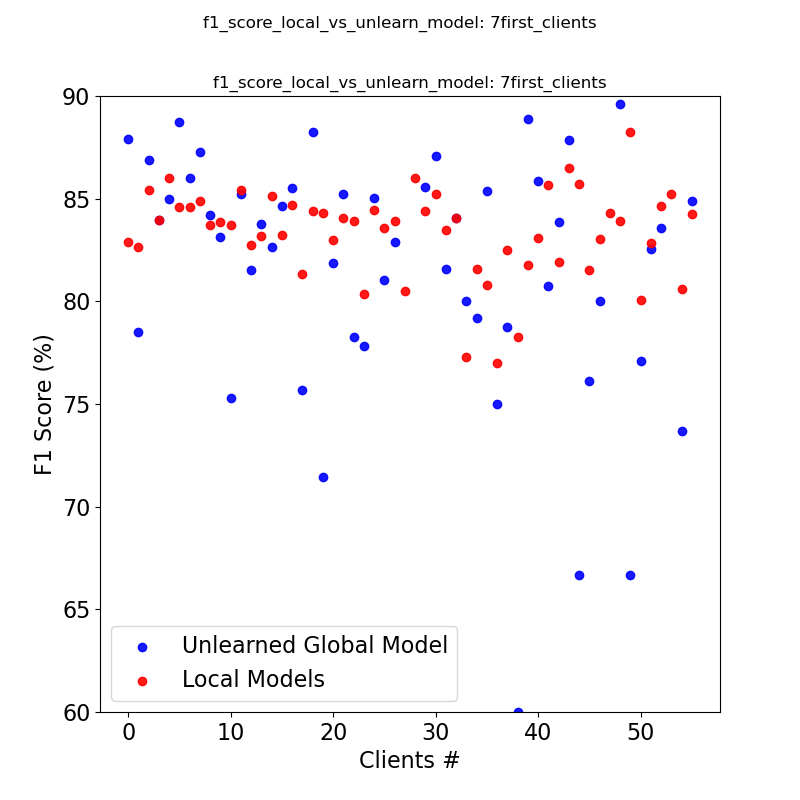 f1_score_local_vs_unlearn_model: 7first_clients
f1_score_local_vs_unlearn_model: 7first_clients
90
85
80
75
70
65
60
F1 Score (%)
Unlearned Global Model
Local Models
0 10 20 30 40 50
Clients #